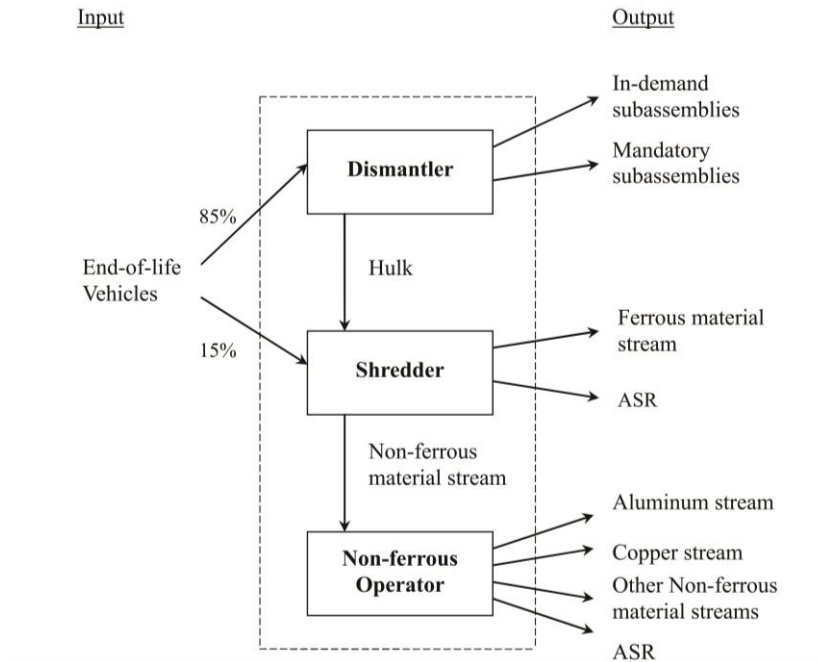 Input
Output
In-demand
subassemblies
Mandatory
subassemblies
Dismantler
85%
Hulk
End-of-life
Vehicles
15%
Ferrous material
stream
Shredder
ASR
Non-ferrous
material stream
Aluminum stream
Copper stream
Non-ferrous
Operator
Other Non-ferrous
material streams
ASR